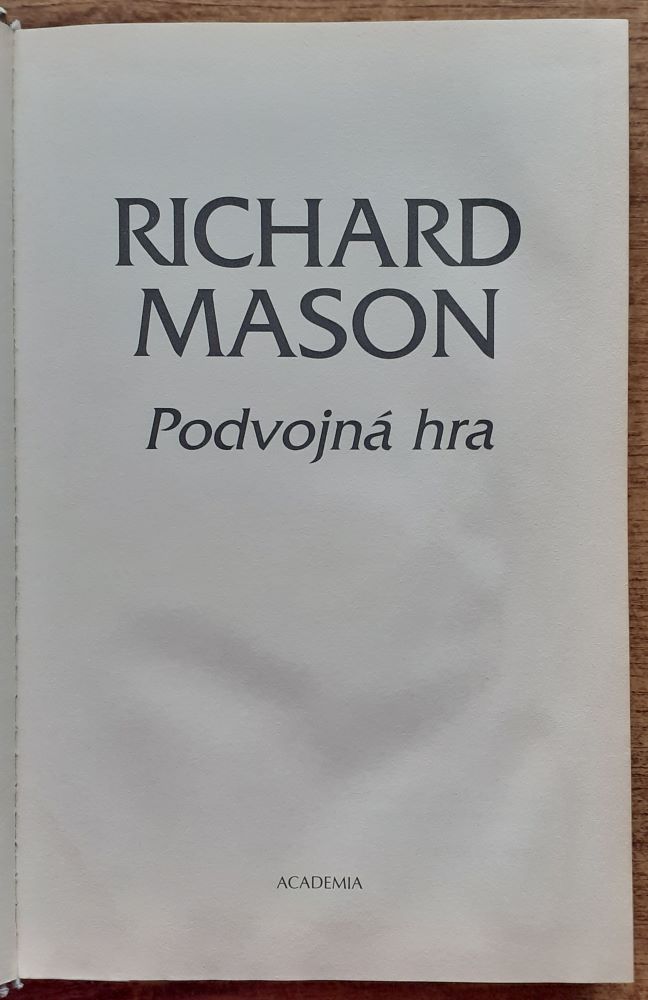 RICHARD
MASON
Podvojná hra
ACADEMIA